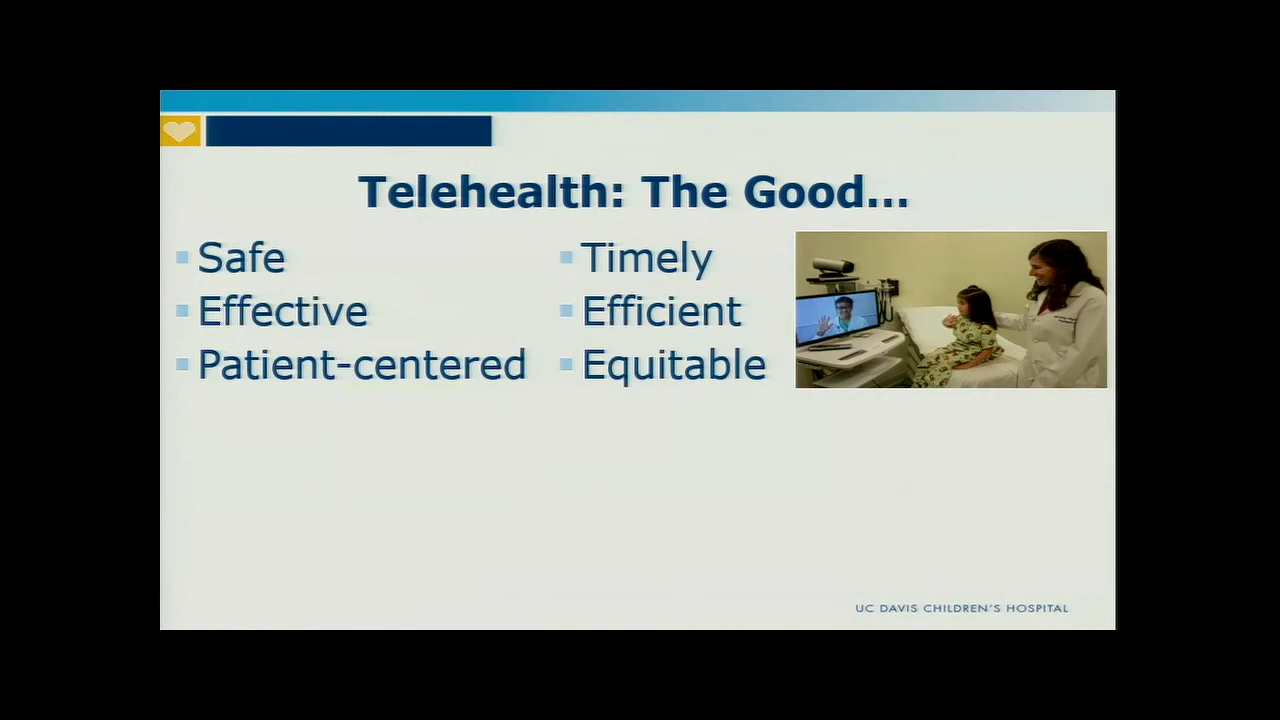 Telehealth: The Good...
Safe
Effective
Patient-centered
Timely
Efficient
Equitable
UC DAVIS CHILDREN'S HOSPITAL